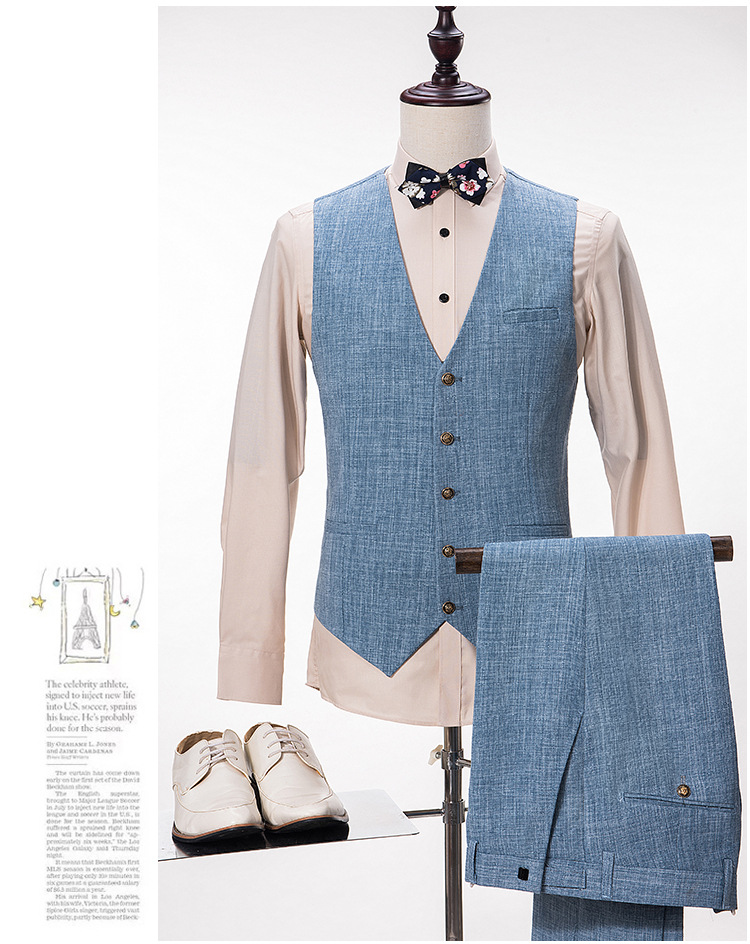 The celebrity athlete,
signed to inject new life
into U.S. soccer, sprains
his knee. He's probably
done for the season.
By GRAHAME L. JONES
and JAIME CARDENAS
Times Staff Writers
The curtain has come down
early on the first act of the David
Beckham show.
The English superstar,
brought to Major League Soccer
in July to inject new life into the
league and soccer in the U.S., is
done for the season. Beckham
suffered a sprained right knee
and will be sidelined for "ap-
proximately six weeks," the Los
Angeles Galaxy said Thursday
night.
It means that Beckham's first
MLS season is essentially over,
after playing only 310 minutes in
six games at a guaranteed salary
of $6.5 million a year.
His arrival in Los Angeles,
with his wife, Victoria, the former
Spice Girls singer, triggered vast
publicity, partly because of Beck-